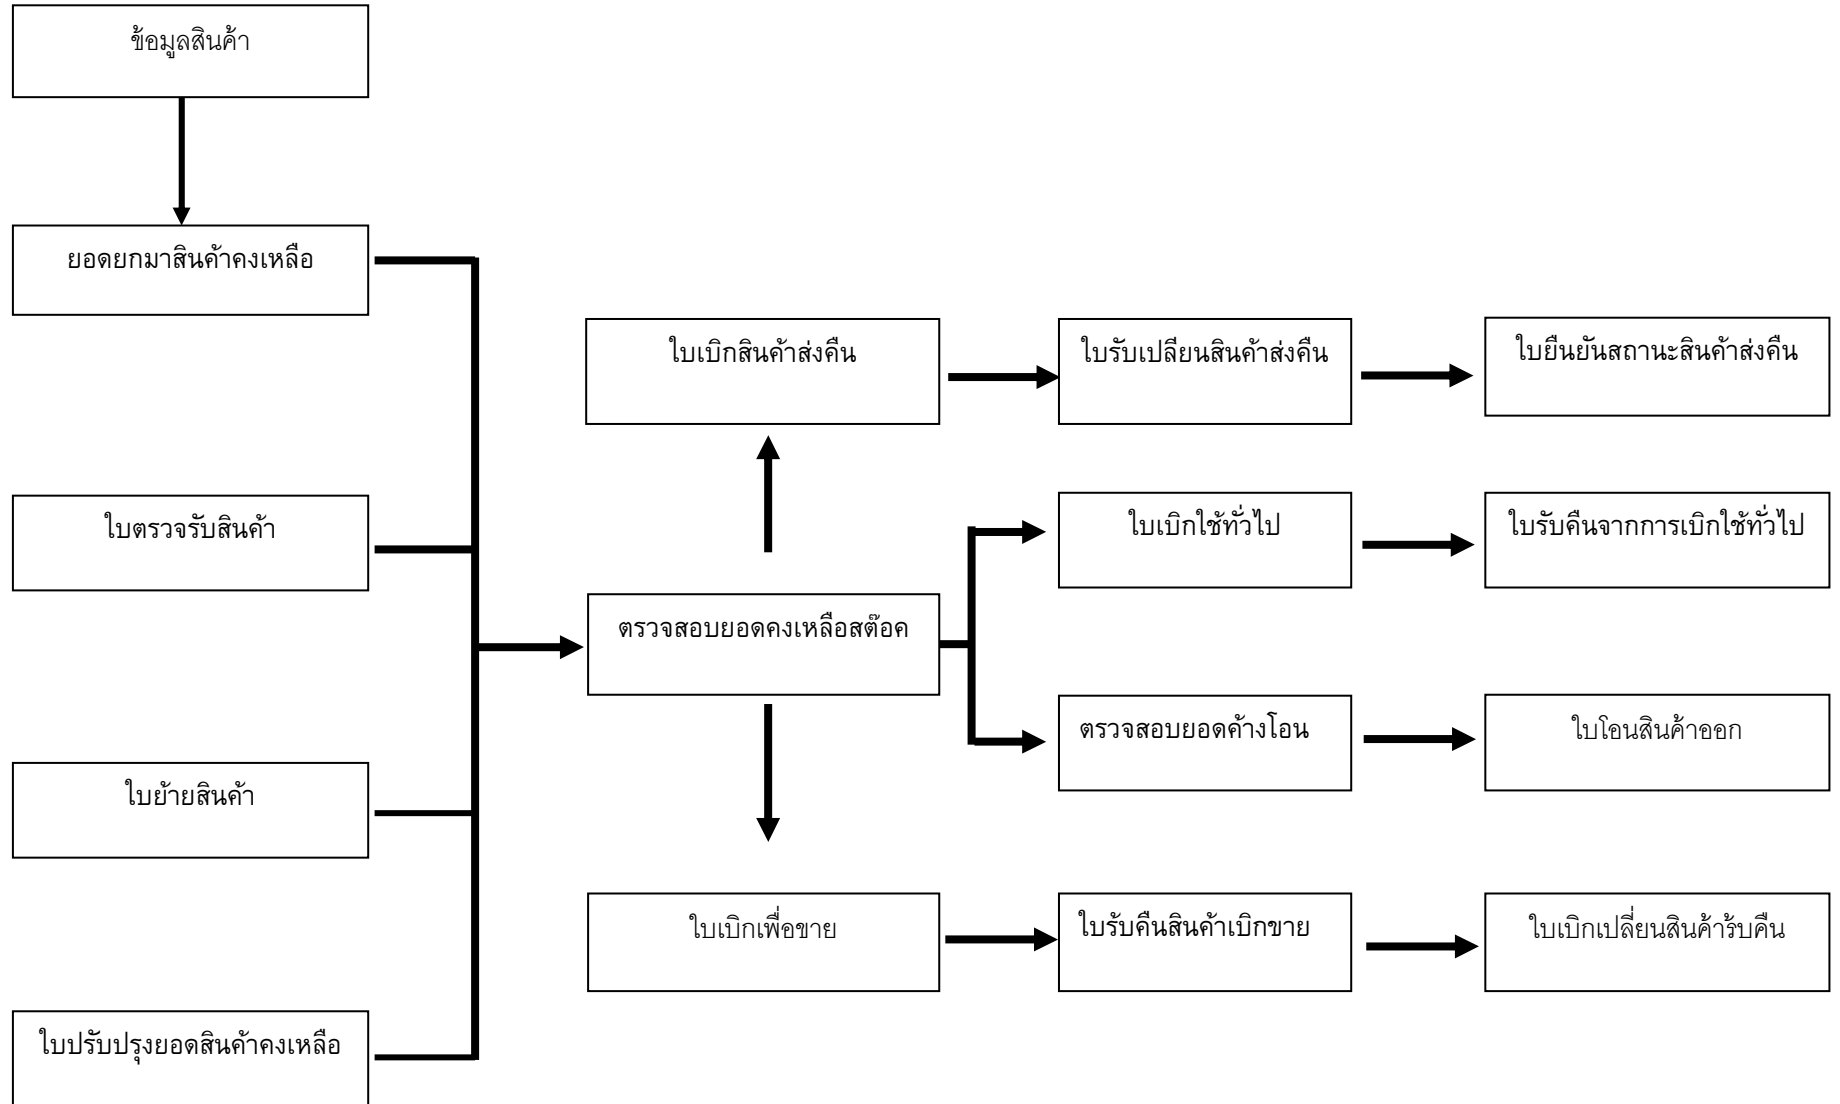 ข้อมูลสินค้า
ยอดยกมาสินค้าคงเหลือ
ใบเบิกสินค้าส่งคืน
ใบรับเปลียนสินค้าส่งคืน
ใบยืนยันสถานะสินค้าส่งคืน
ใบตรวจรับสินค้า
ใบเบิกใช้ทั่วไป
ใบรับคืนจากการเบิกใช้ทั่วไป
ตรวจสอบยอดคงเหลือสต๊อค
ตรวจสอบยอดค้างโอน
ใบโอนสินค้าออก
ใบย้ายสินค้า
ใบเบิกเพื่อขาย
ใบรับคืนสินค้าเบิกขาย
ใบเบิกเปลี่ยนสินค้าร้บคืน
ใบปรับปรุงยอดสินค้าคงเหลือ